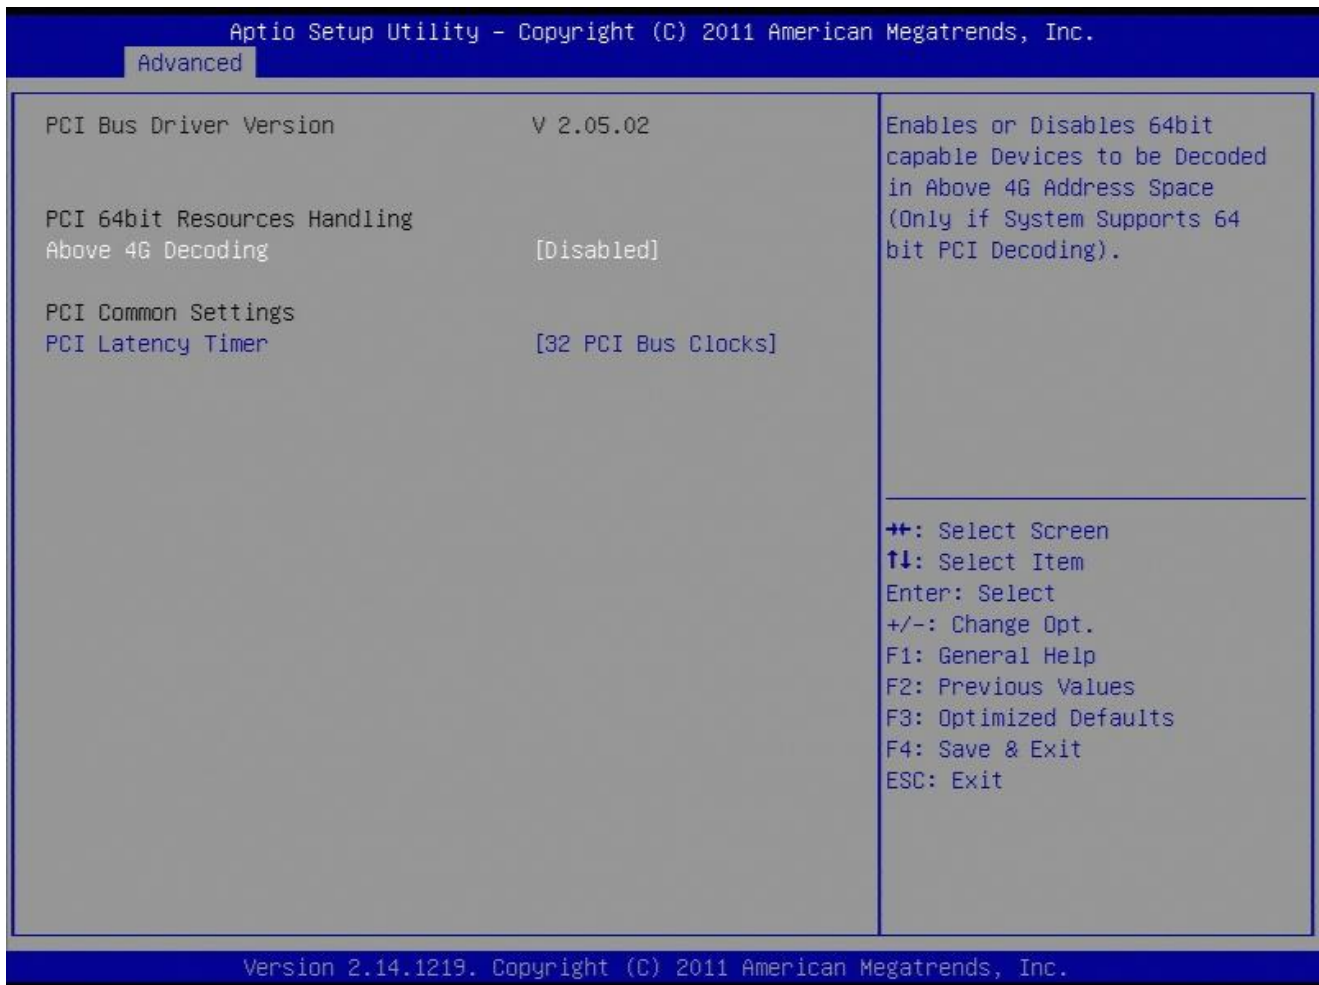 Aptio Setup Utility – Copyright (C) 2011 American Megatrends, Inc.
Advanced
PCI Bus Driver Version V 2.05.02
PCI 64bit Resources Handling
Above 4G Decoding [Disabled]
PCI Common Settings
PCI Latency Timer [32 PCI Bus Clocks]
Enables or Disables 64bit
capable Devices to be Decoded
in Above 4G Address Space
(Only if System Supports 64
bit PCI Decoding).
→←: Select Screen
↑↓: Select Item
Enter: Select
+/-: Change Opt.
F1: General Help
F2: Previous Values
F3: Optimized Defaults
F4: Save & Exit
ESC: Exit
Version 2.14.1219. Copyright (C) 2011 American Megatrends, Inc.